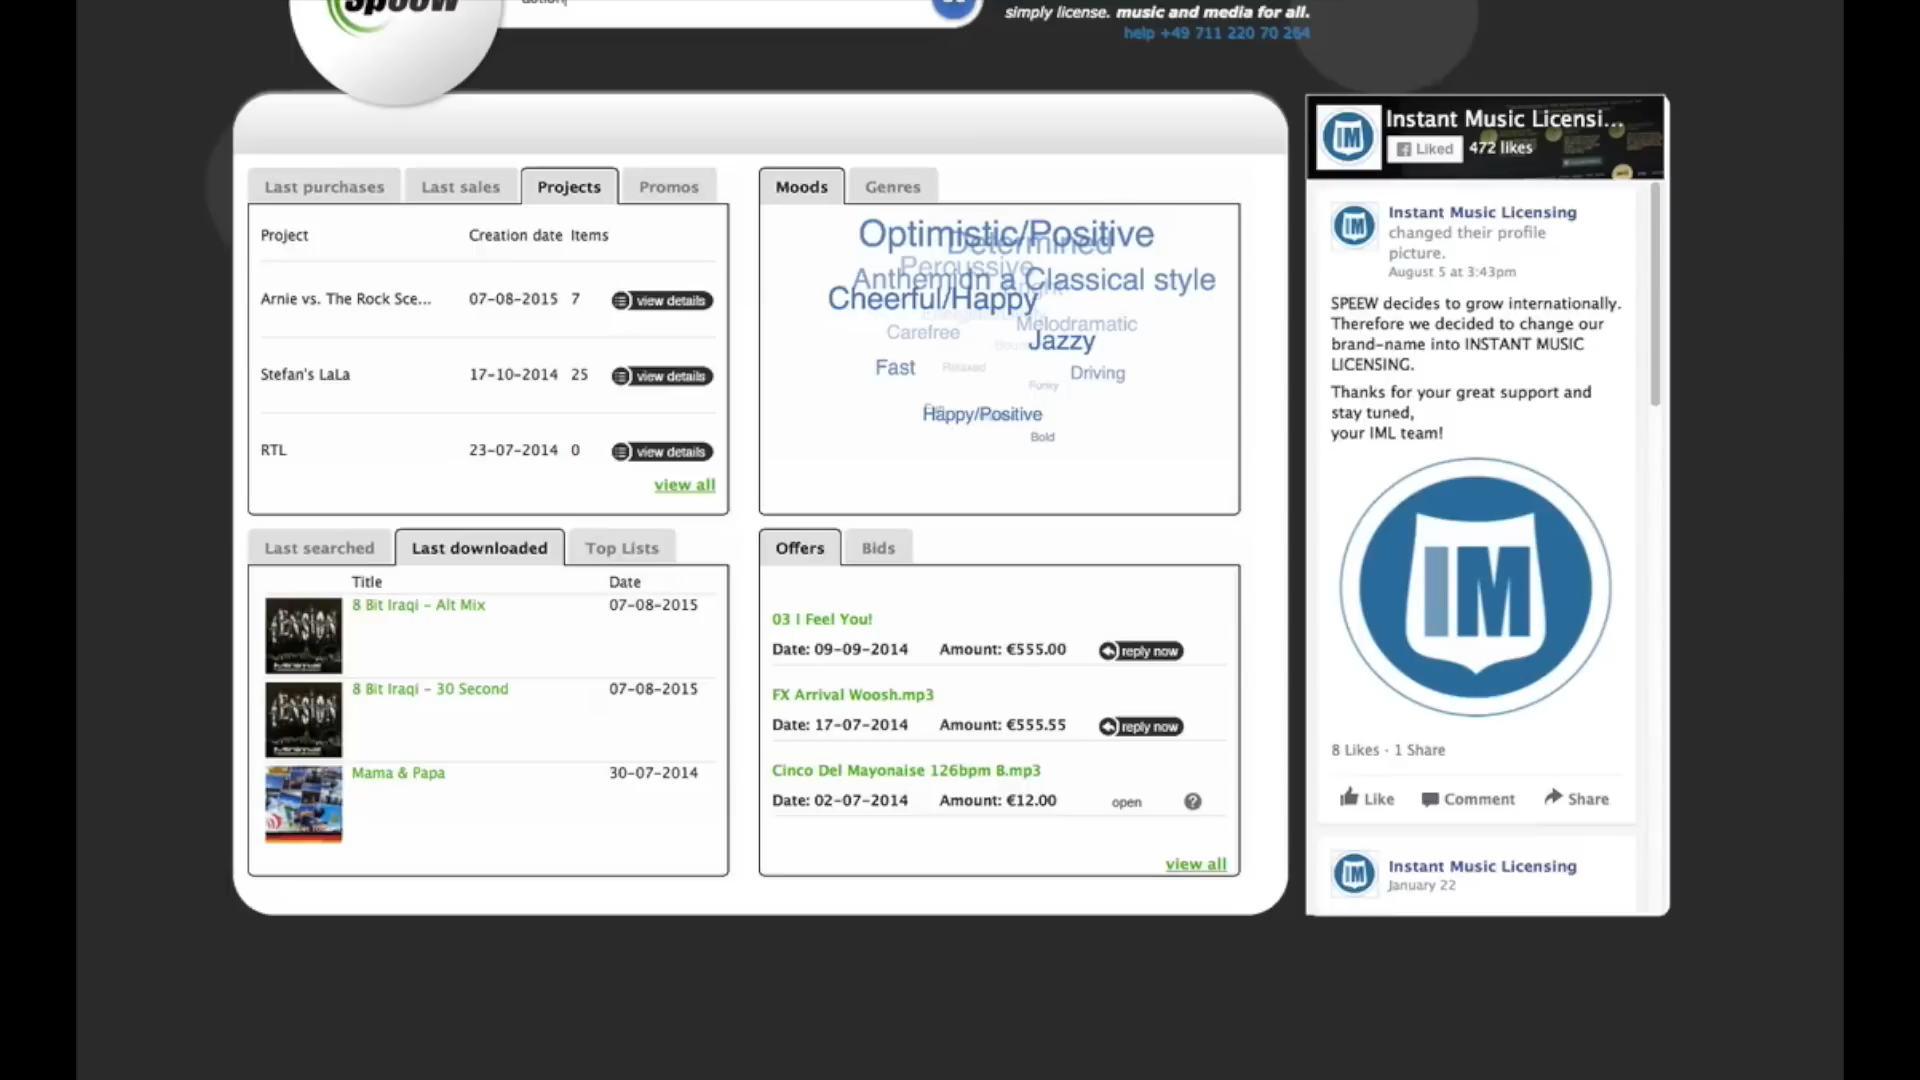 simply license. music and media for all.
help +49 711 220 70 264
Last purchases
Last sales
Projects
Promos
Project Creation date Items
Arnie vs. The Rock Sce... 07-08-2015 7 view details
Stefan's LaLa 17-10-2014 25 view details
RTL 23-07-2014 0 view details
view all
Moods
Genres
Optimistic/Positive
Determined
Percussive
Anthemic
In a Classical style
Cheerful/Happy
Carefree
Melodramatic
Jazzy
Fast
Relaxed
Driving
Funky
Happy/Positive
Bold
Last searched
Last downloaded
Top Lists
Title Date
8 Bit Iraqi - Alt Mix 07-08-2015
8 Bit Iraqi - 30 Second 07-08-2015
Mama & Papa 30-07-2014
Offers
Bids
03 I Feel You!
Date: 09-09-2014 Amount: €555.00 reply now
FX Arrival Woosh.mp3
Date: 17-07-2014 Amount: €555.55 reply now
Cinco Del Mayonaise 126bpm B.mp3
Date: 02-07-2014 Amount: €12.00 open ?
view all
IM
Instant Music Licensi...
Liked 472 likes
IM
Instant Music Licensing
changed their profile
picture.
August 5 at 3:43pm
SPEEW decides to grow internationally.
Therefore we decided to change our
brand-name into INSTANT MUSIC
LICENSING.
Thanks for your great support and
stay tuned,
your IML team!
IM
8 Likes · 1 Share
Like Comment Share
IM
Instant Music Licensing
January 22